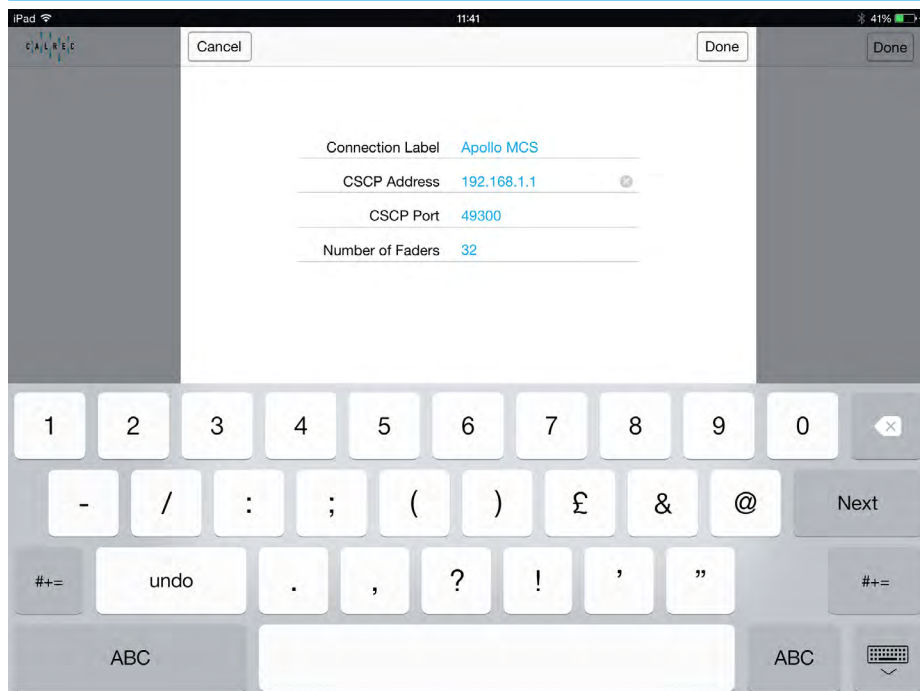 iPad 11:41 41%
CALREC Cancel Done Done
Connection Label Apollo MCS
CSCP Address 192.168.1.1
CSCP Port 49300
Number of Faders 32
1 2 3 4 5 6 7 8 9 0
- / : ; ( ) £ & @ Next
#+= undo . , ? ! ’ ” #+=
ABC ABC